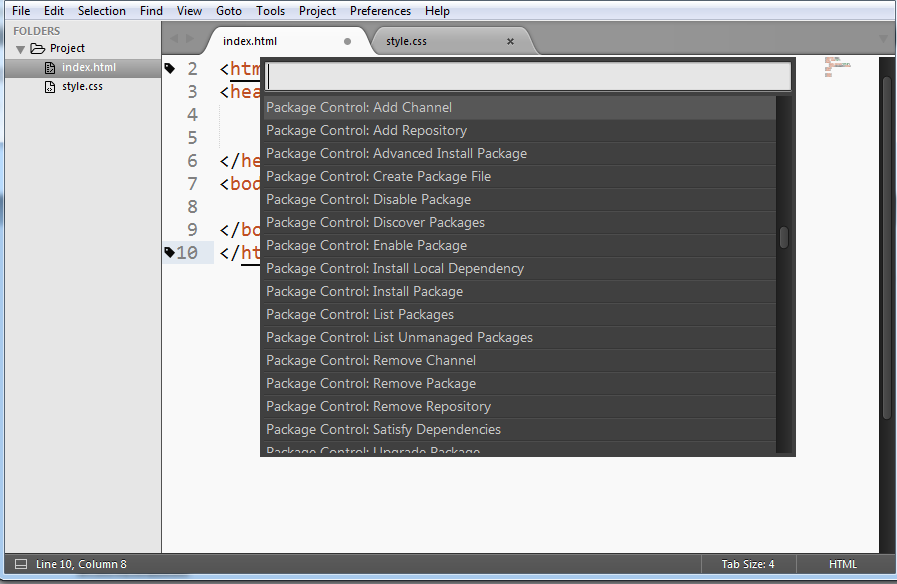 File Edit Selection Find View Goto Tools Project Preferences Help
FOLDERS
Project
index.html
style.css
index.html
style.css
2 <htm
3 <hea
4
5
6 </he
7 <bod
8
9 </bo
10 </ht
Package Control: Add Channel
Package Control: Add Repository
Package Control: Advanced Install Package
Package Control: Create Package File
Package Control: Disable Package
Package Control: Discover Packages
Package Control: Enable Package
Package Control: Install Local Dependency
Package Control: Install Package
Package Control: List Packages
Package Control: List Unmanaged Packages
Package Control: Remove Channel
Package Control: Remove Package
Package Control: Remove Repository
Package Control: Satisfy Dependencies
Package Control: Upgrade Package
Line 10, Column 8
Tab Size: 4
HTML